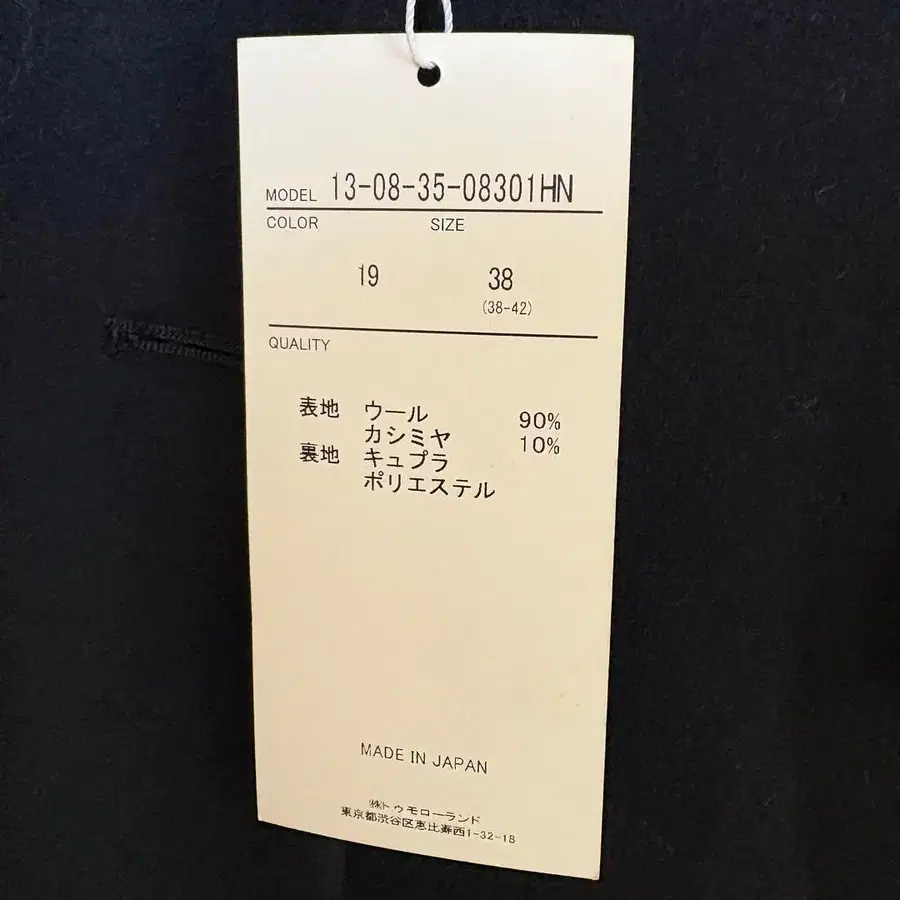 MODEL 13-08-35-08301HN
COLOR SIZE
19 38
(38-42)
QUALITY
表地 ウール 90%
カシミヤ 10%
裏地 キュプラ
ポリエステル
MADE IN JAPAN
㈱トゥモローランド
東京都渋谷区恵比寿西1-32-18